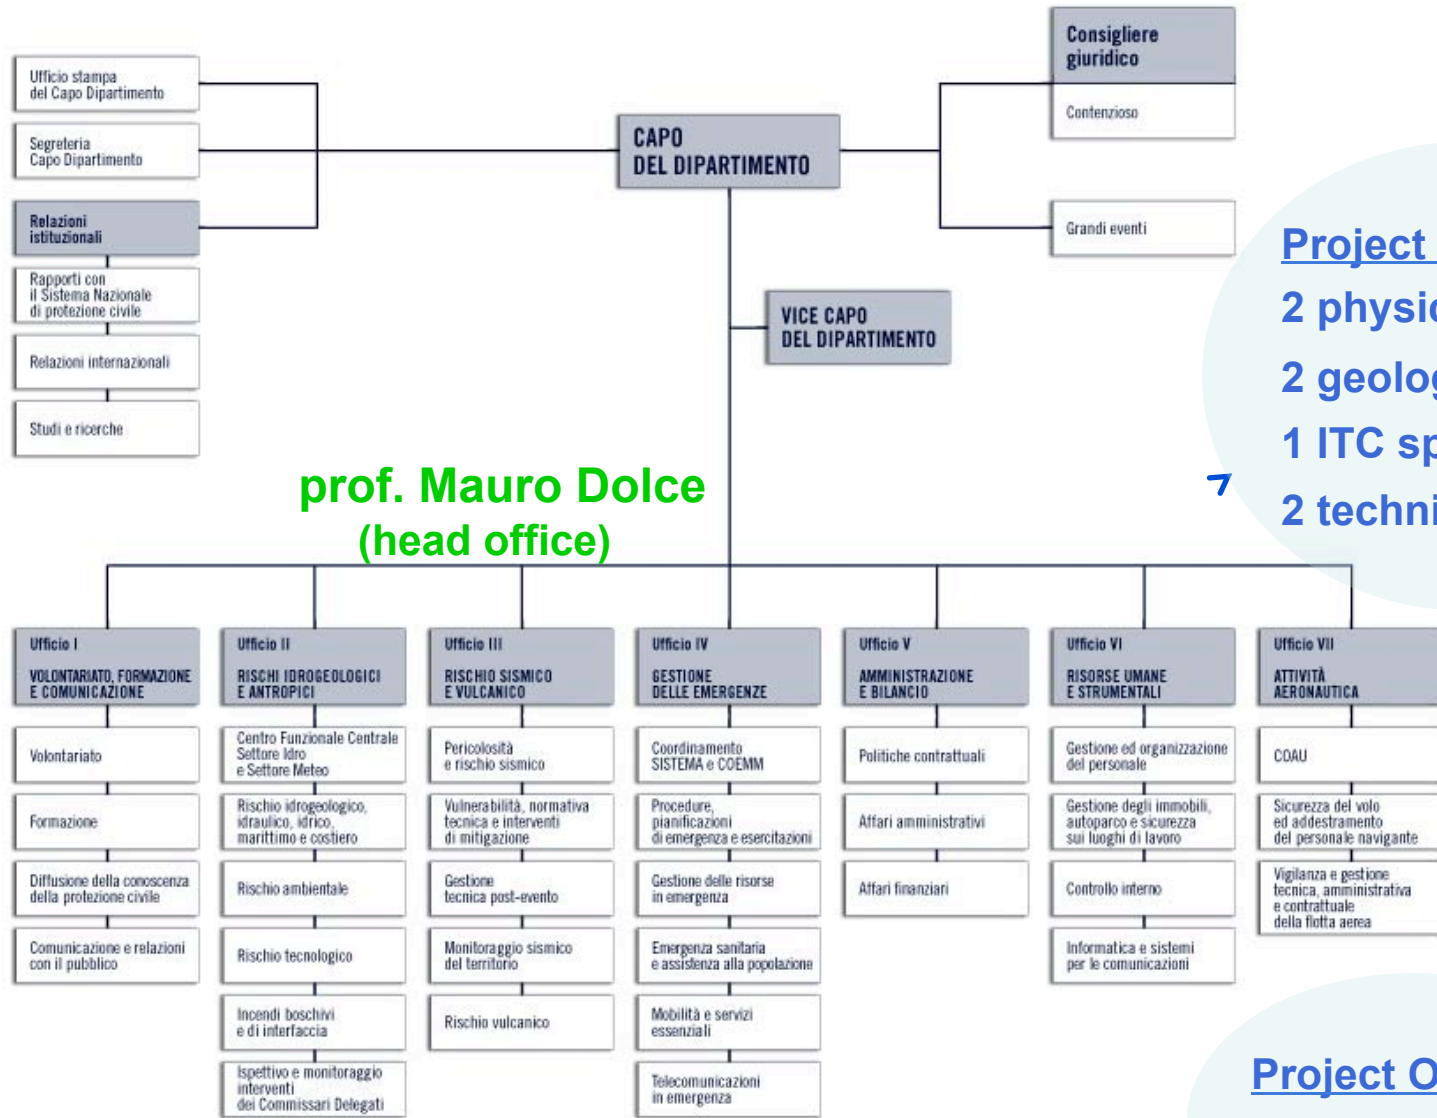 Ufficio stampa
del Capo Dipartimento
Segreteria
Capo Dipartimento
Relazioni
istituzionali
Rapporti con
il Sistema Nazionale
di protezione civile
Relazioni internazionali
Studi e ricerche
CAPO
DEL DIPARTIMENTO
VICE CAPO
DEL DIPARTIMENTO
Consigliere
giuridico
Contenzioso
Grandi eventi
Project
2 physic
2 geolog
1 ITC sp
2 techni
prof. Mauro Dolce
(head office)
Ufficio I
VOLONTARIATO, FORMAZIONE
E COMUNICAZIONE
Volontariato
Formazione
Diffusione della conoscenza
della protezione civile
Comunicazione e relazioni
con il pubblico
Ufficio II
RISCHI IDROGEOLOGICI
E ANTROPICI
Centro Funzionale Centrale
Settore Idro
e Settore Meteo
Rischio idrogeologico,
idraulico, idrico,
marittimo e costiero
Rischio ambientale
Rischio tecnologico
Incendi boschivi
e di interfaccia
Ispettivo e monitoraggio
interventi
dei Commissari Delegati
Ufficio III
RISCHIO SISMICO
E VULCANICO
Pericolosità
e rischio sismico
Vulnerabilità, normativa
tecnica e interventi
di mitigazione
Gestione
tecnica post-evento
Monitoraggio sismico
del territorio
Rischio vulcanico
Ufficio IV
GESTIONE
DELLE EMERGENZE
Coordinamento
SISTEMA e COEMM
Procedure,
pianificazioni
di emergenza e esercitazioni
Gestione delle risorse
in emergenza
Emergenza sanitaria
e assistenza alla popolazione
Mobilità e servizi
essenziali
Telecomunicazioni
in emergenza
Ufficio V
AMMINISTRAZIONE
E BILANCIO
Politiche contrattuali
Affari amministrativi
Affari finanziari
Ufficio VI
RISORSE UMANE
E STRUMENTALI
Gestione ed organizzazione
del personale
Gestione degli immobili,
autoparco e sicurezza
sui luoghi di lavoro
Controllo interno
Informatica e sistemi
per le comunicazioni
Ufficio VII
ATTIVITÀ
AERONAUTICA
COAU
Sicurezza del volo
ed addestramento
del personale navigante
Vigilanza e gestione
tecnica, amministrativa
e contrattuale
della flotta aerea
Project O